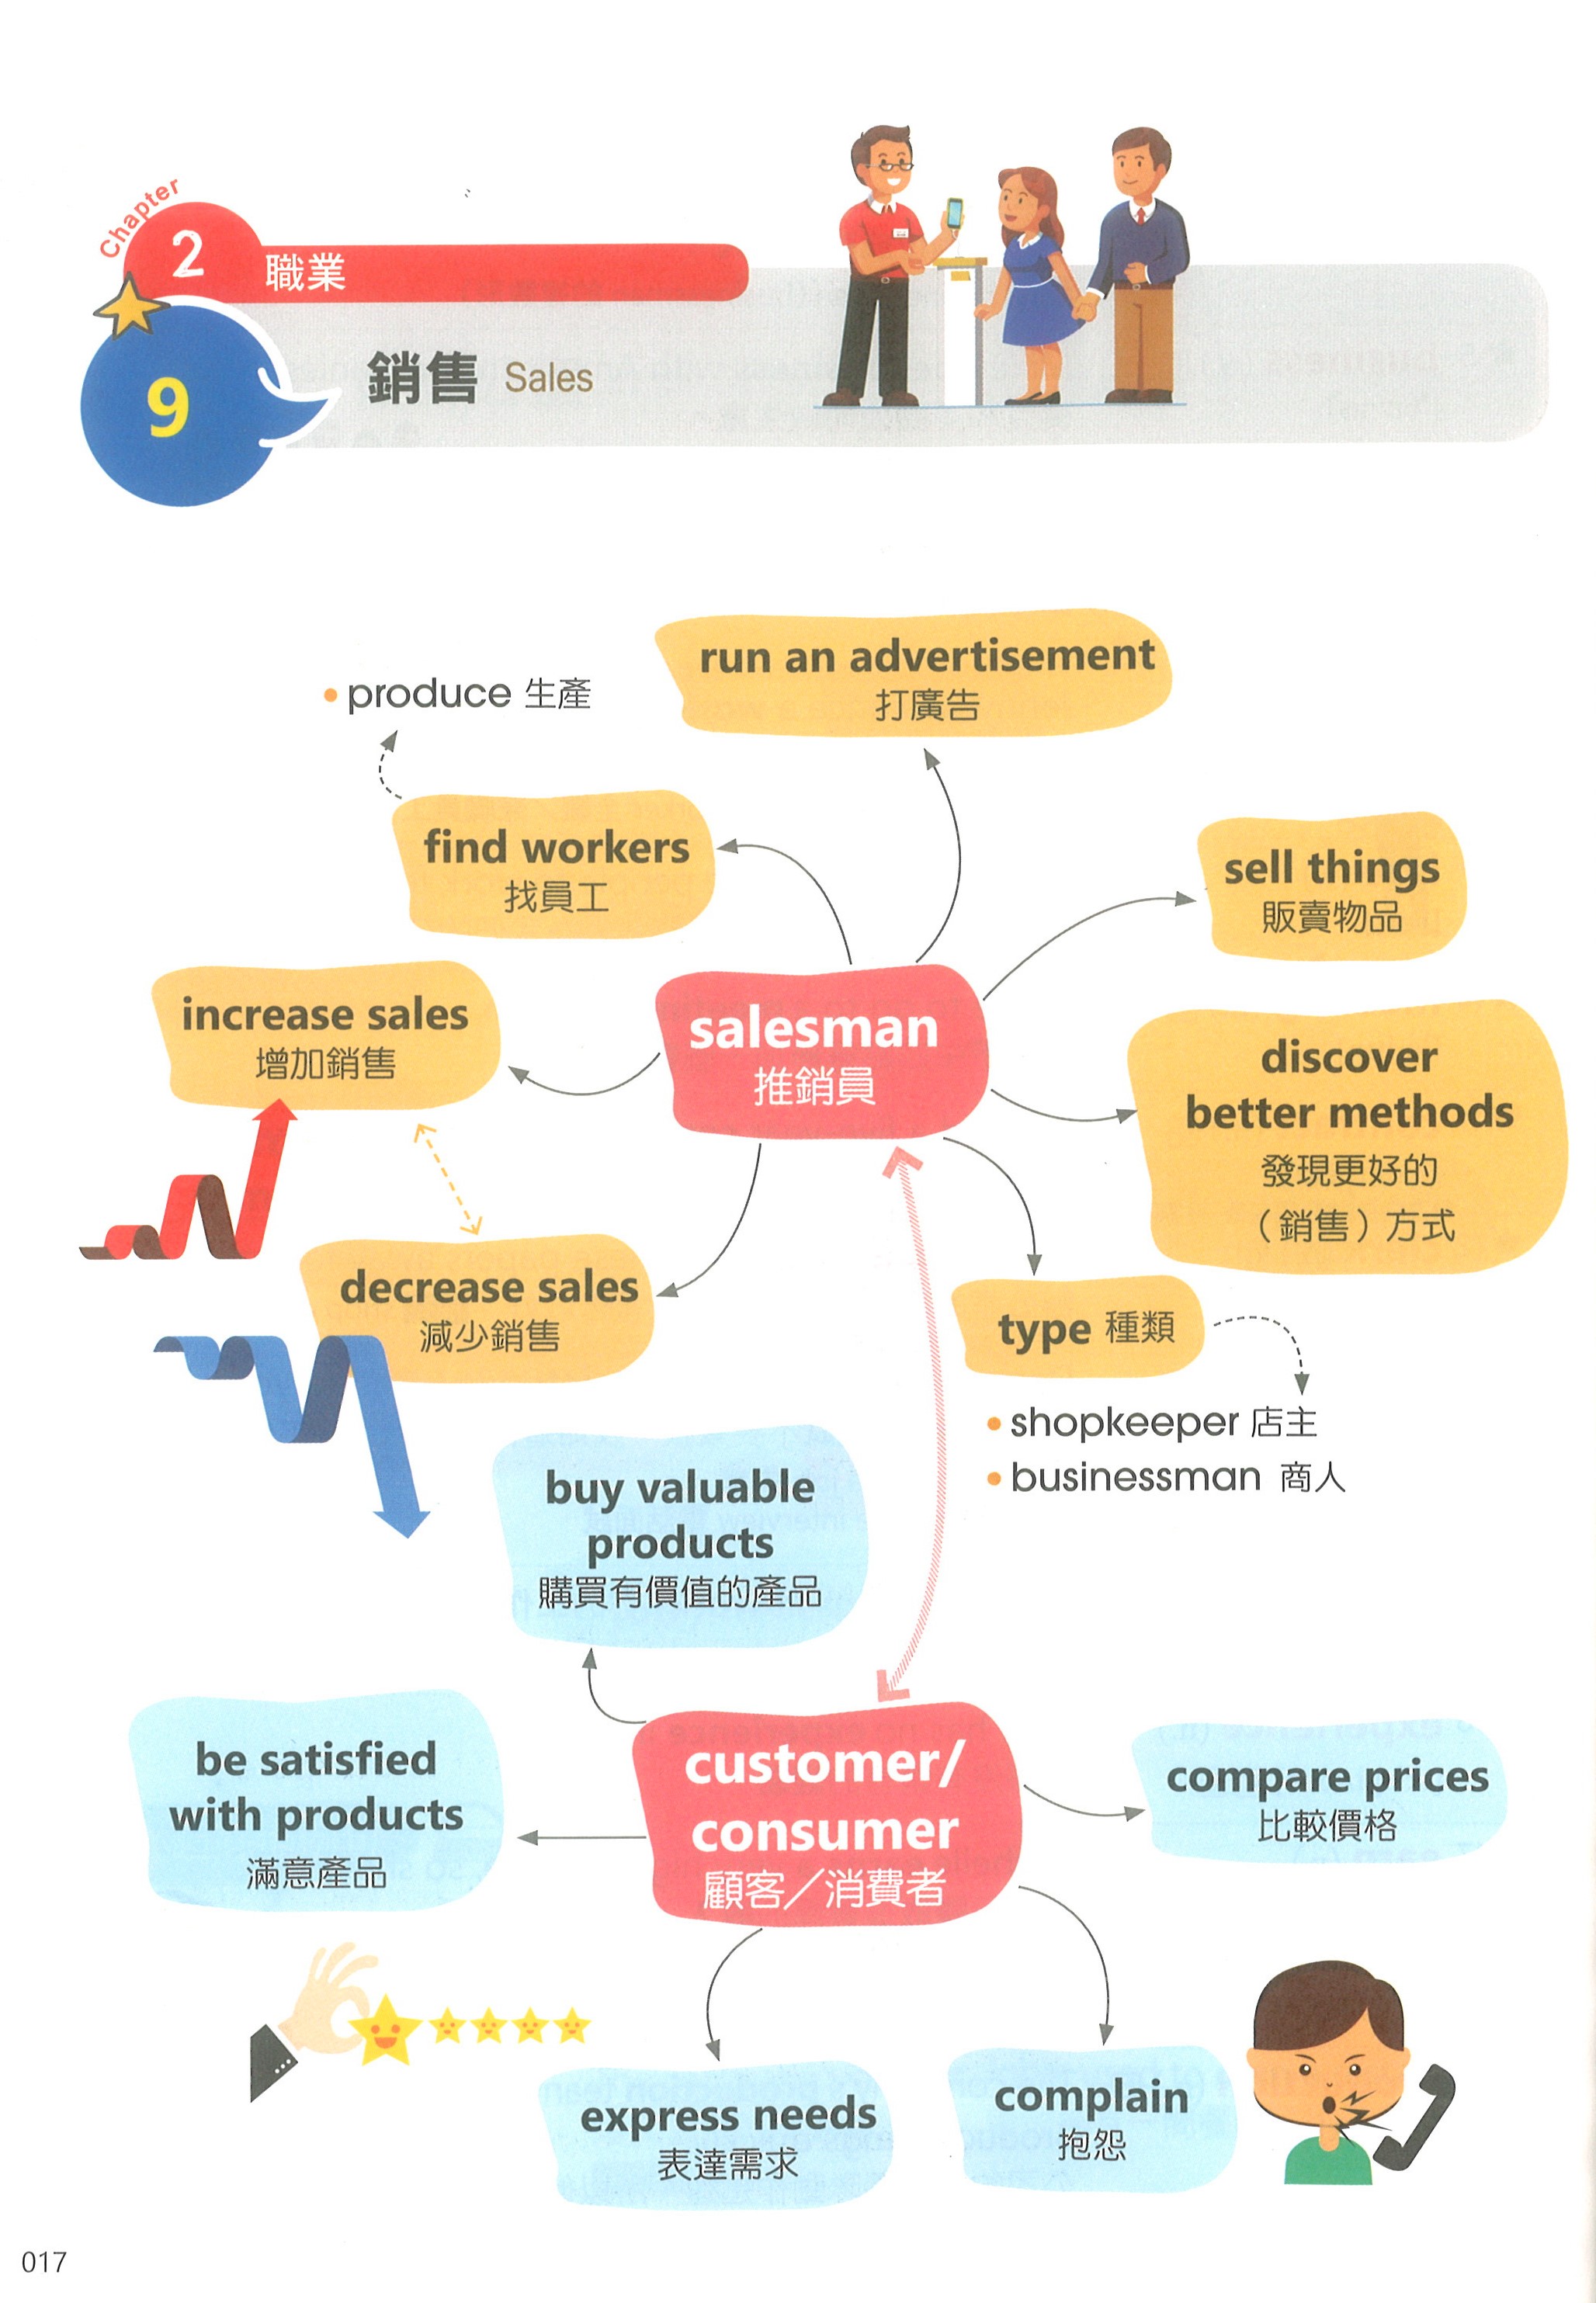 Chapter
2 職業
9 銷售 Sales
run an advertisement
打廣告
• produce 生產
find workers
找員工
sell things
販賣物品
increase sales
增加銷售
salesman
推銷員
discover
better methods
發現更好的
（銷售）方式
decrease sales
減少銷售
type 種類
• shopkeeper 店主
• businessman 商人
buy valuable
products
購買有價值的產品
be satisfied
with products
滿意產品
customer/
consumer
顧客／消費者
compare prices
比較價格
express needs
表達需求
complain
抱怨
017